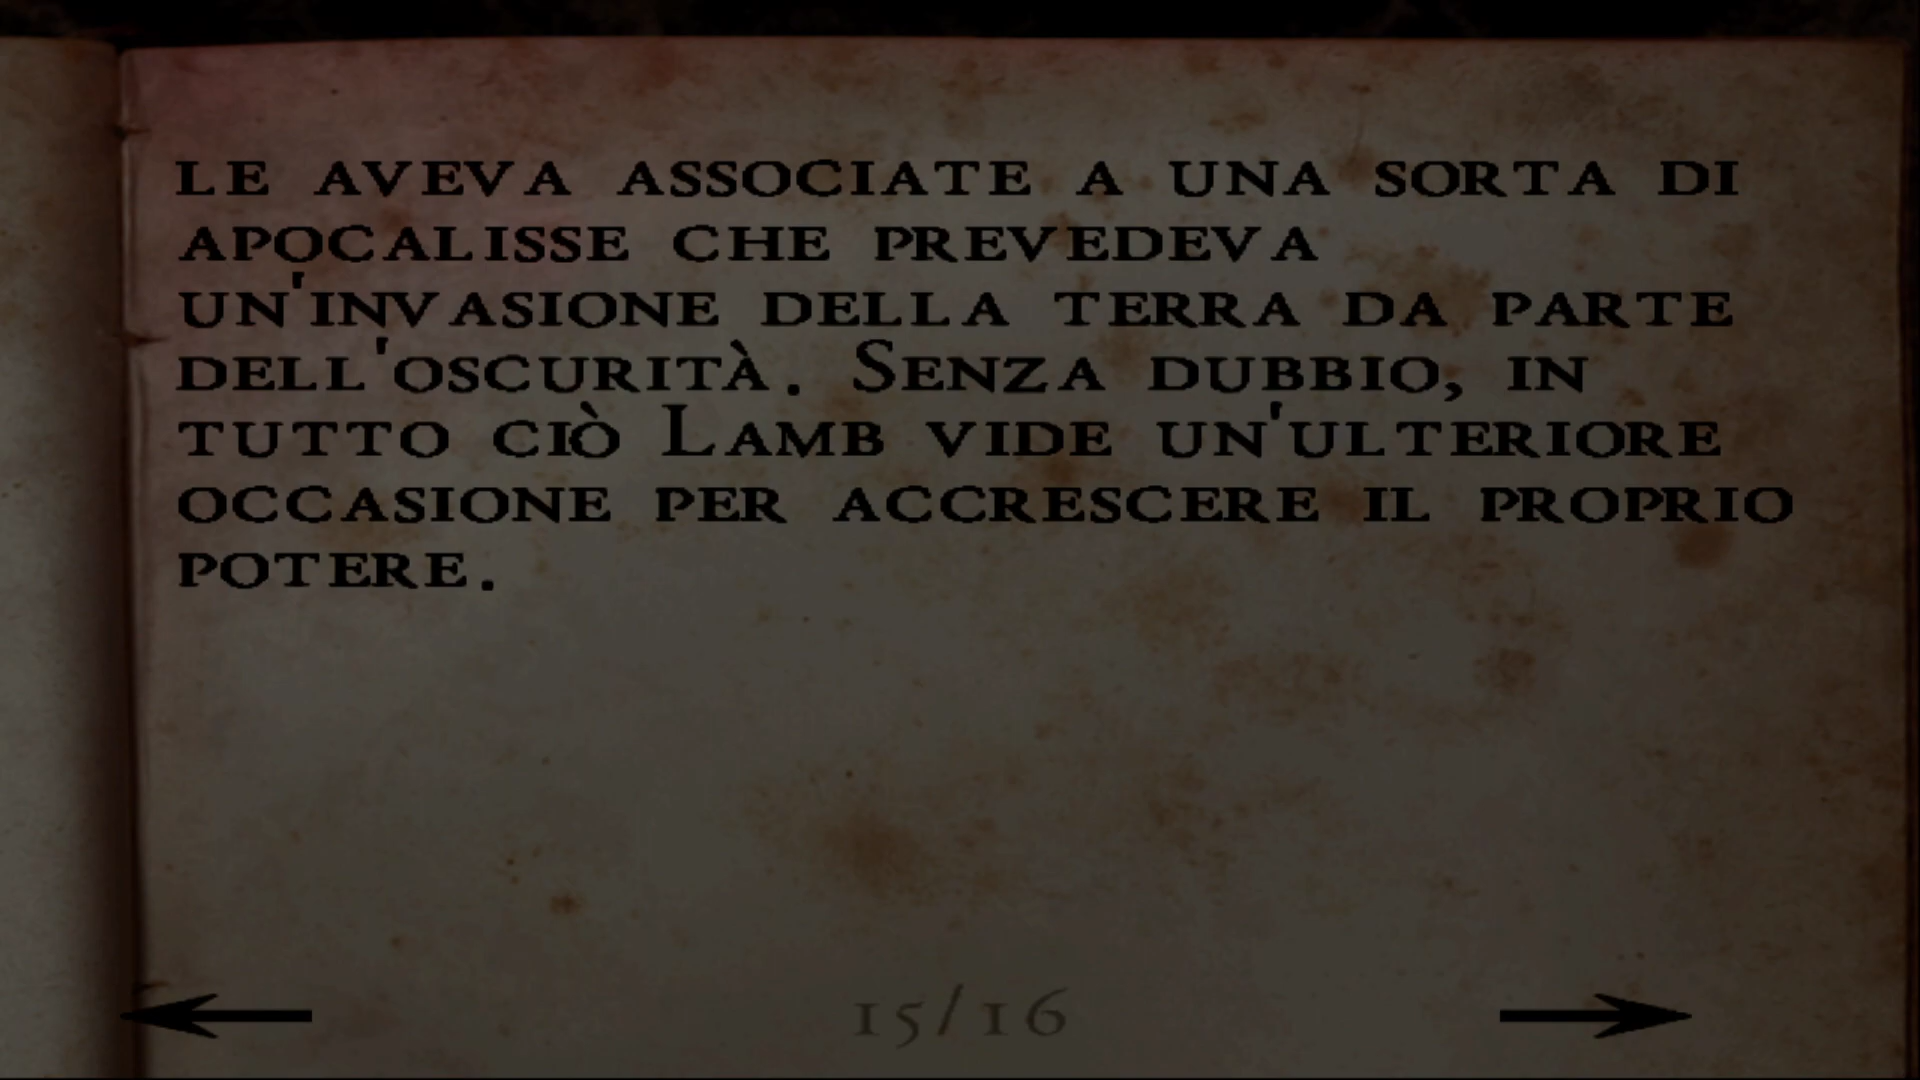 LE AVEVA ASSOCIATE A UNA SORTA DI
APOCALISSE CHE PREVEDEVA
UN'INVASIONE DELLA TERRA DA PARTE
DELL'OSCURITÀ. SENZA DUBBIO, IN
TUTTO CIÒ LAMB VIDE UN'ULTERIORE
OCCASIONE PER ACCRESCERE IL PROPRIO
POTERE.
15/16